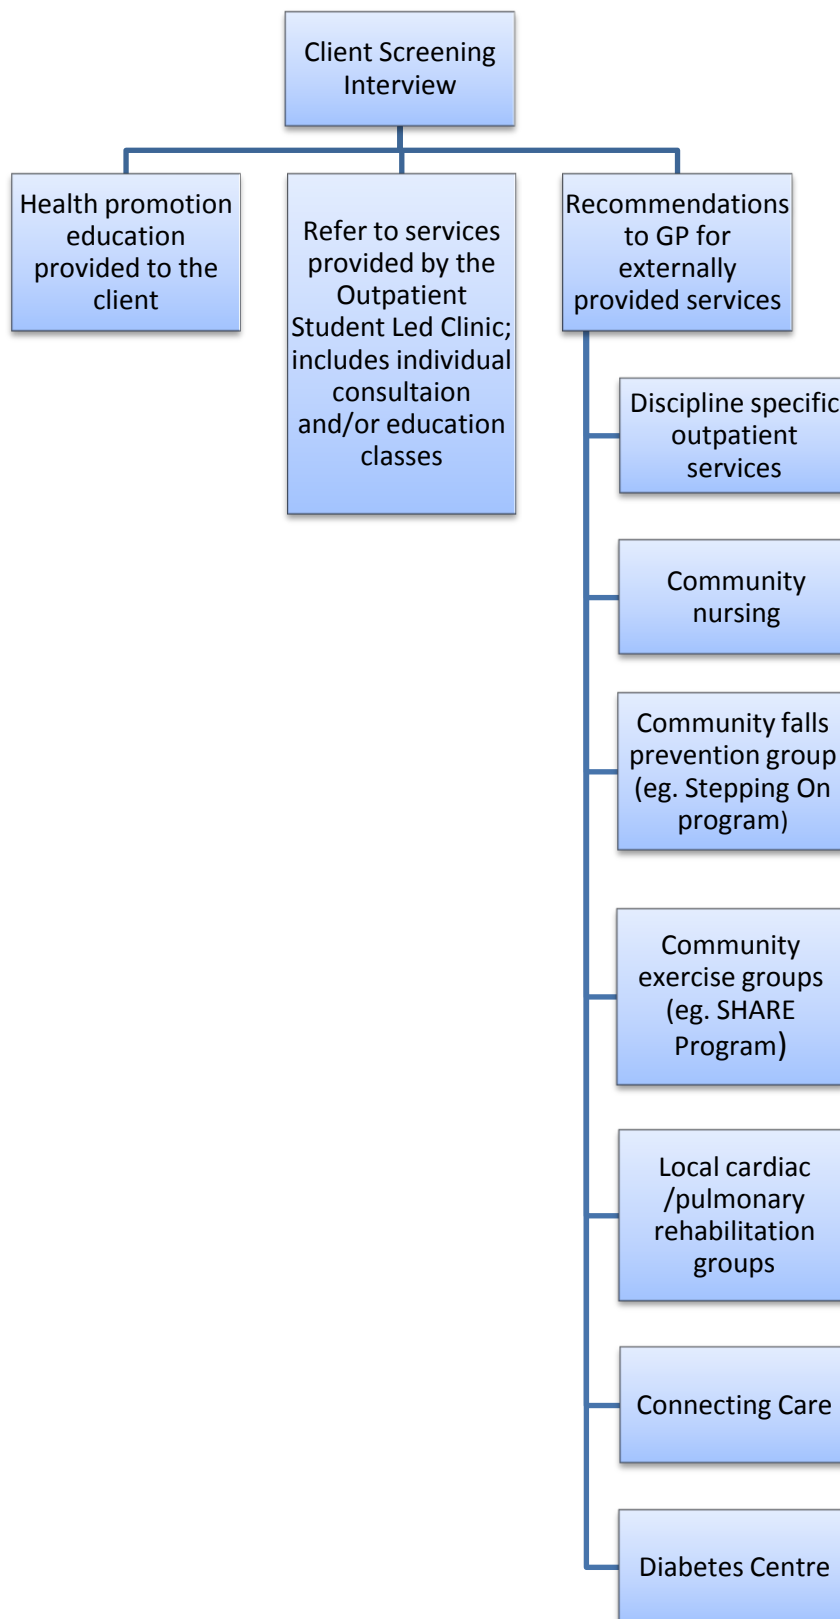 Client Screening
Interview
Health promotion
education
provided to the
client
Refer to services
provided by the
Outpatient
Student Led Clinic;
includes individual
consultaion
and/or education
classes
Recommendations
to GP for
externally
provided services
Discipline specific
outpatient
services
Community
nursing
Community falls
prevention group
(eg. Stepping On
program)
Community
exercise groups
(eg. SHARE
Program)
Local cardiac
/pulmonary
rehabilitation
groups
Connecting Care
Diabetes Centre